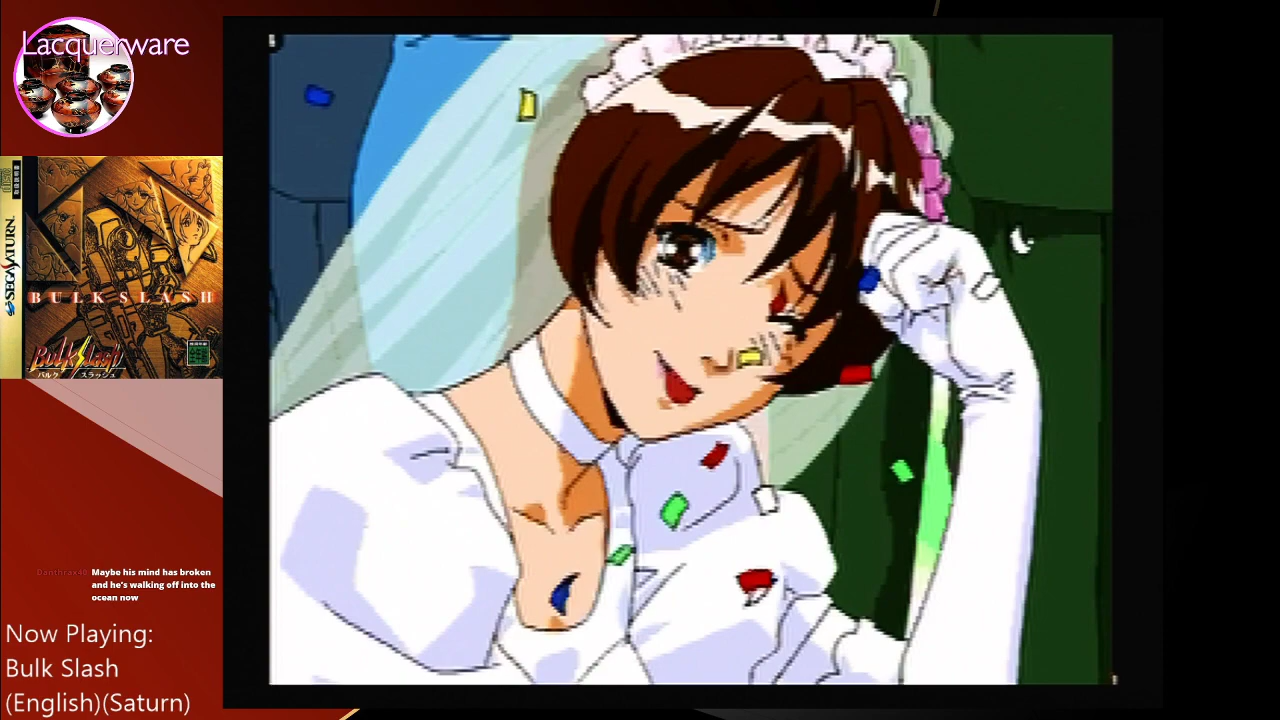 Lacquerware
SEGA SATURN
BULK SLASH
Bulk Slash
バルク スラッシュ
Danthrax4: Maybe his mind has broken
and he's walking off into the
ocean now
Now Playing:
Bulk Slash
(English)(Saturn)